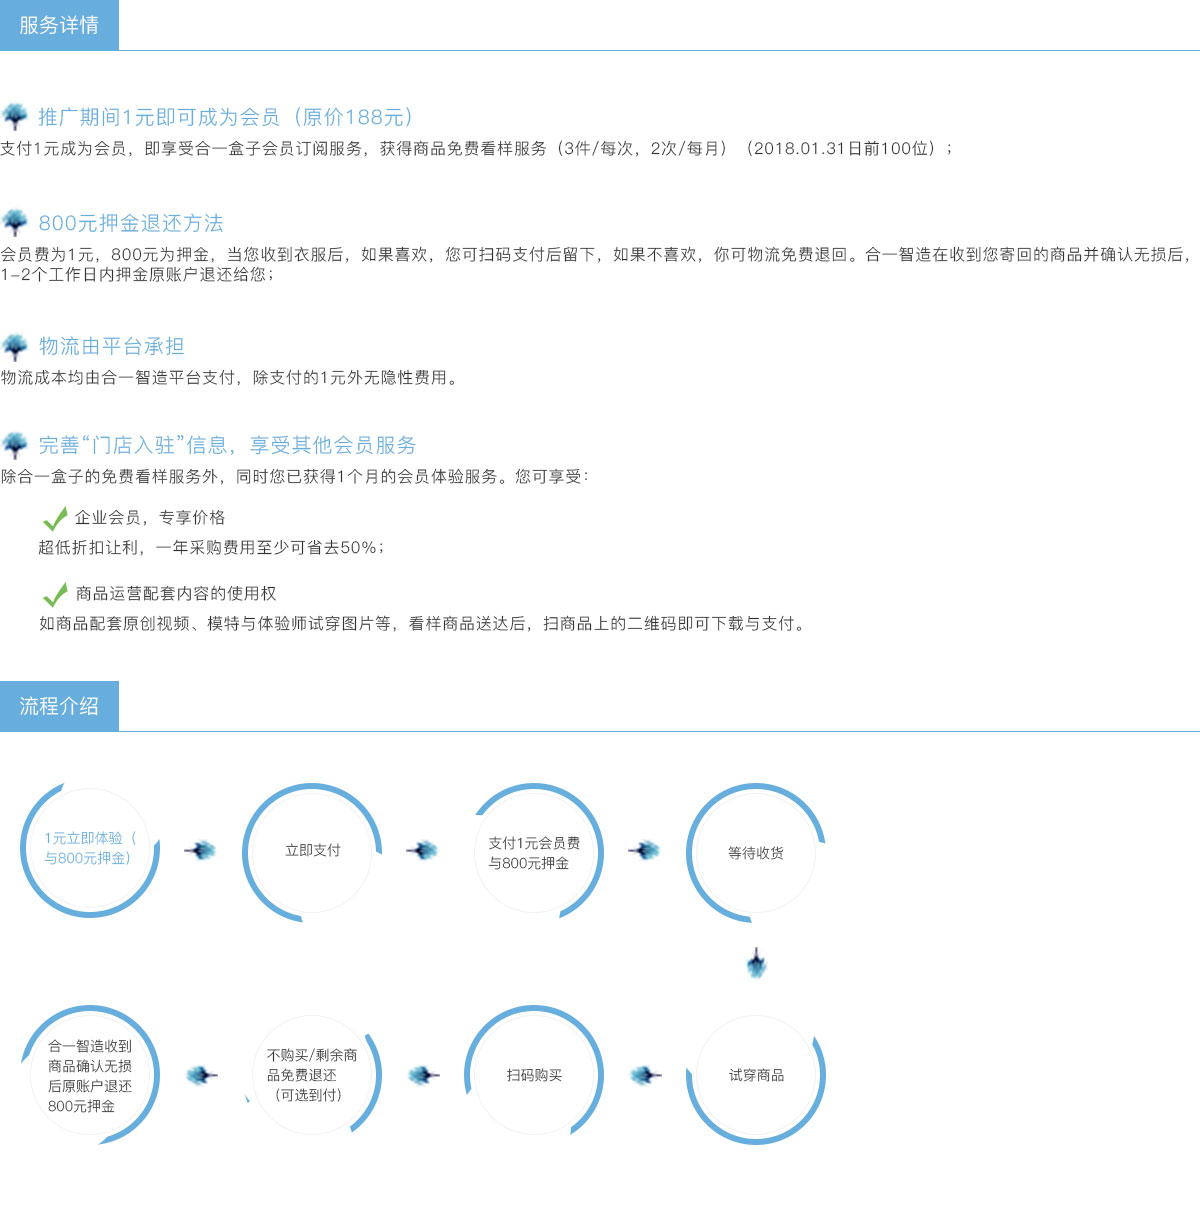 服务详情
推广期间1元即可成为会员（原价188元）
支付1元成为会员，即享受合一盒子会员订阅服务，获得商品免费看样服务（3件/每次，2次/每月）（2018.01.31日前100位）；
800元押金退还方法
会员费为1元，800元为押金，当您收到衣服后，如果喜欢，您可扫码支付后留下，如果不喜欢，你可物流免费退回。合一智造在收到您寄回的商品并确认无损后，
1-2个工作日内押金原账户退还给您；
物流由平台承担
物流成本均由合一智造平台支付，除支付的1元外无隐性费用。
完善“门店入驻”信息，享受其他会员服务
除合一盒子的免费看样服务外，同时您已获得1个月的会员体验服务。您可享受：
企业会员，专享价格
超低折扣让利，一年采购费用至少可省去50%；
商品运营配套内容的使用权
如商品配套原创视频、模特与体验师试穿图片等，看样商品送达后，扫商品上的二维码即可下载与支付。
流程介绍
1元立即体验（
与800元押金）
立即支付
支付1元会员费
与800元押金
等待收货
合一智造收到
商品确认无损
后原账户退还
800元押金
不购买/剩余商
品免费退还
（可选到付）
扫码购买
试穿商品